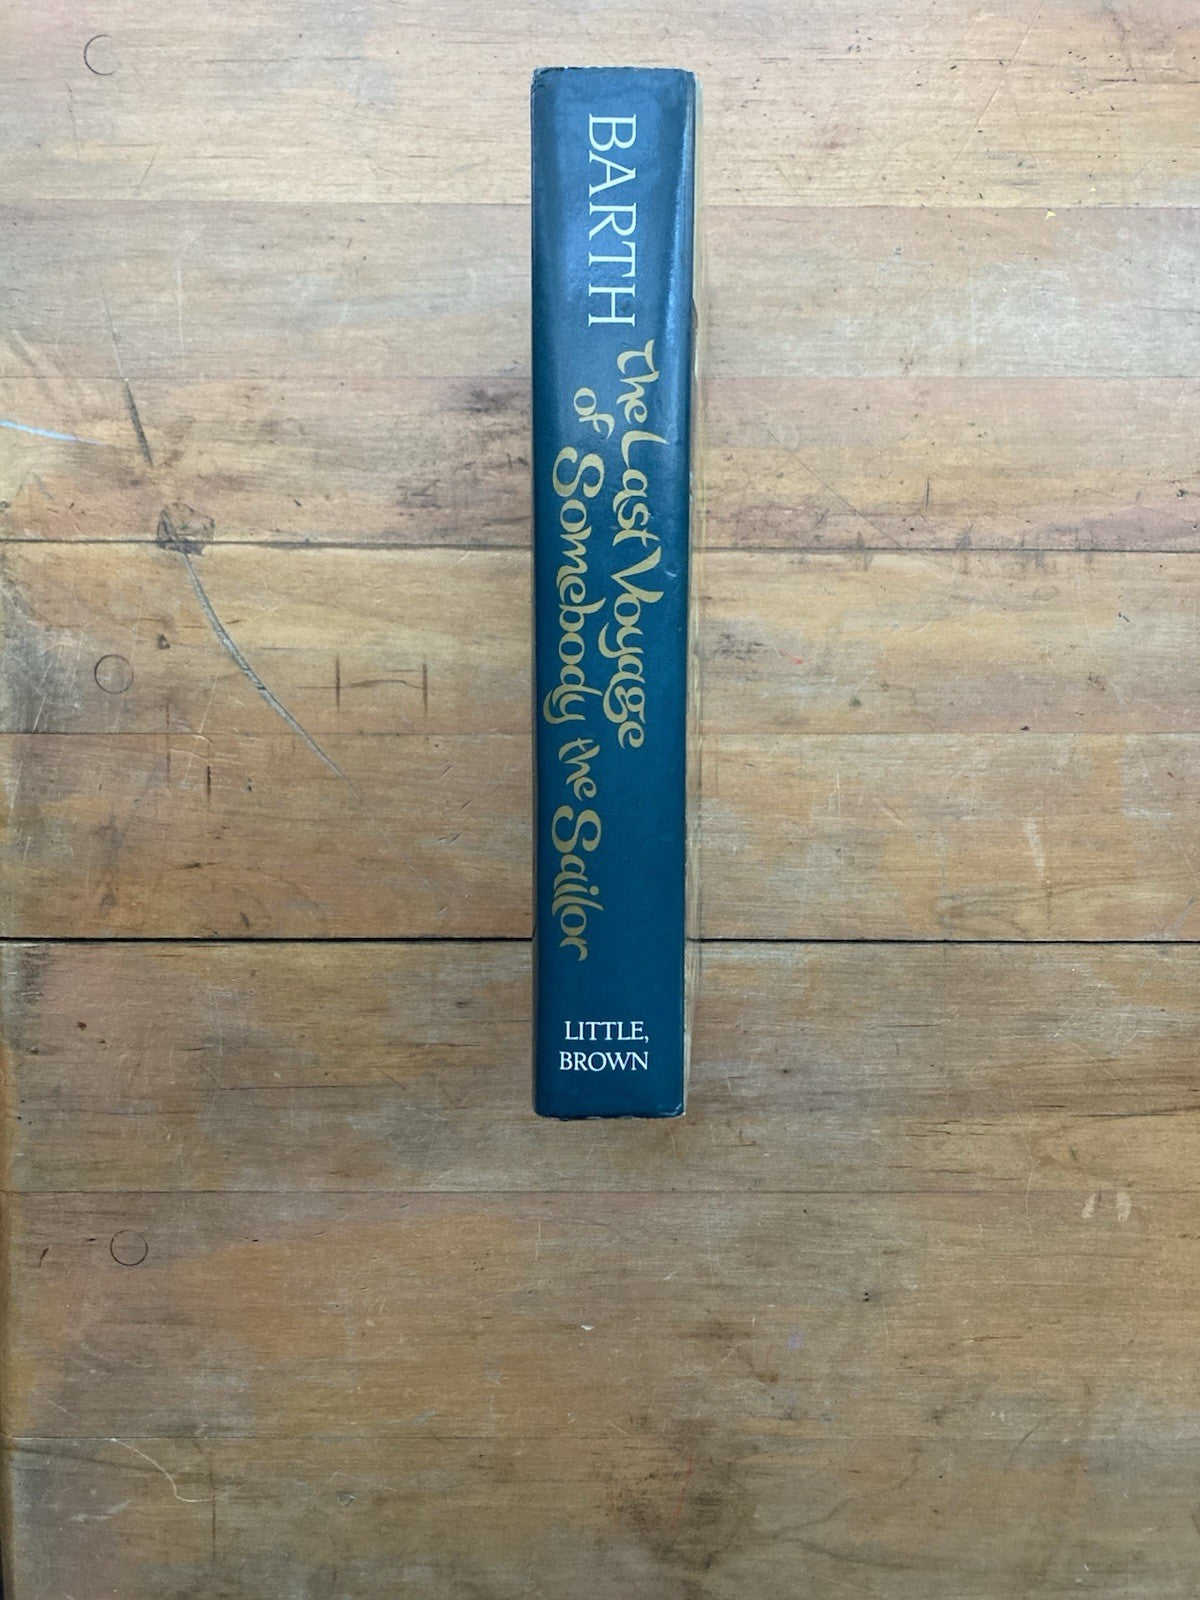 BARTH
The Last Voyage
of Somebody the Sailor
LITTLE,
BROWN